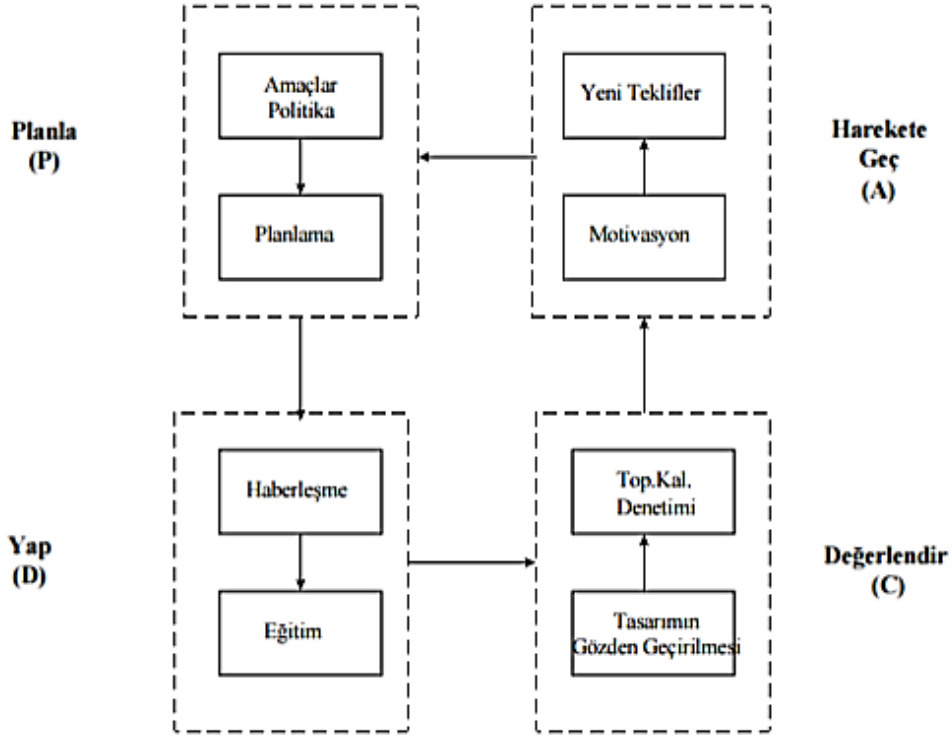 Planla
(P)
Amaçlar
Politika
Planlama
Yeni Teklifler
Motivasyon
Harekete
Geç
(A)
Yap
(D)
Haberleşme
Eğitim
Top.Kal.
Denetimi
Tasarımın
Gözden Geçirilmesi
Değerlendir
(C)